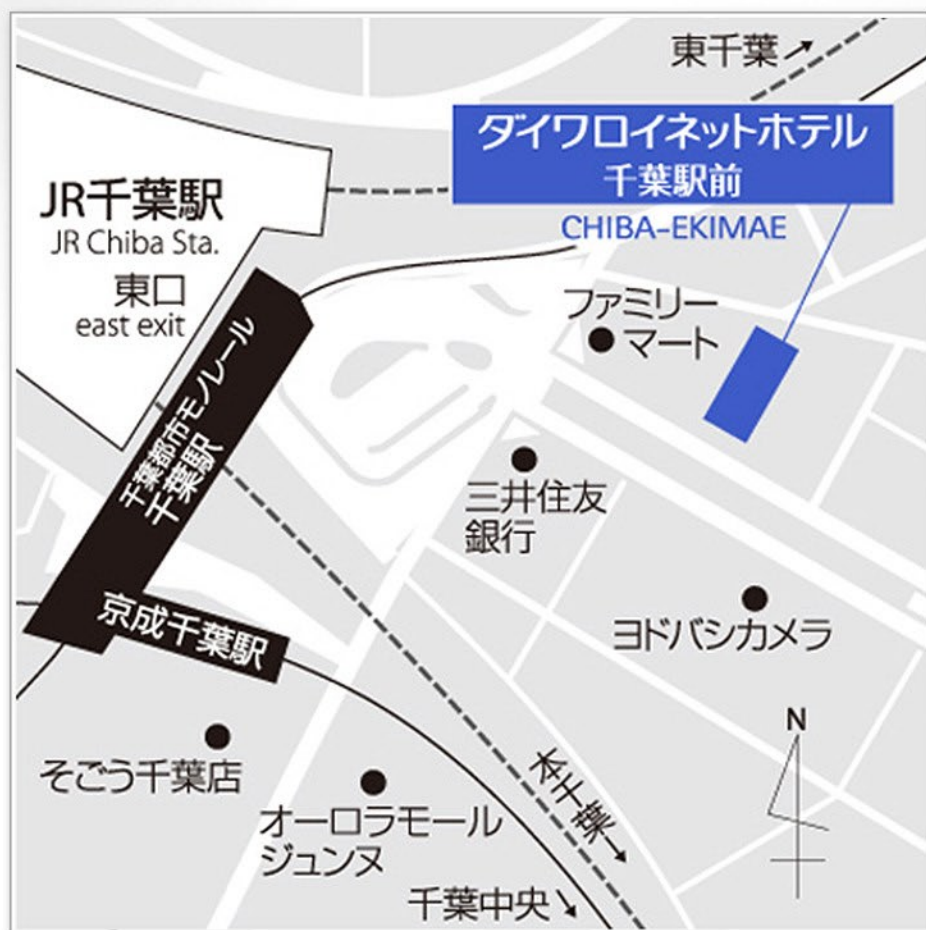 東千葉
ダイワロイネットホテル
千葉駅前
CHIBA-EKIMAE
JR千葉駅
JR Chiba Sta.
東口
east exit
ファミリー
マート
千葉都市モノレール
千葉駅
三井住友
銀行
京成千葉駅
ヨドバシカメラ
N
そごう千葉店
オーロラモール
ジュンヌ
本千葉
千葉中央